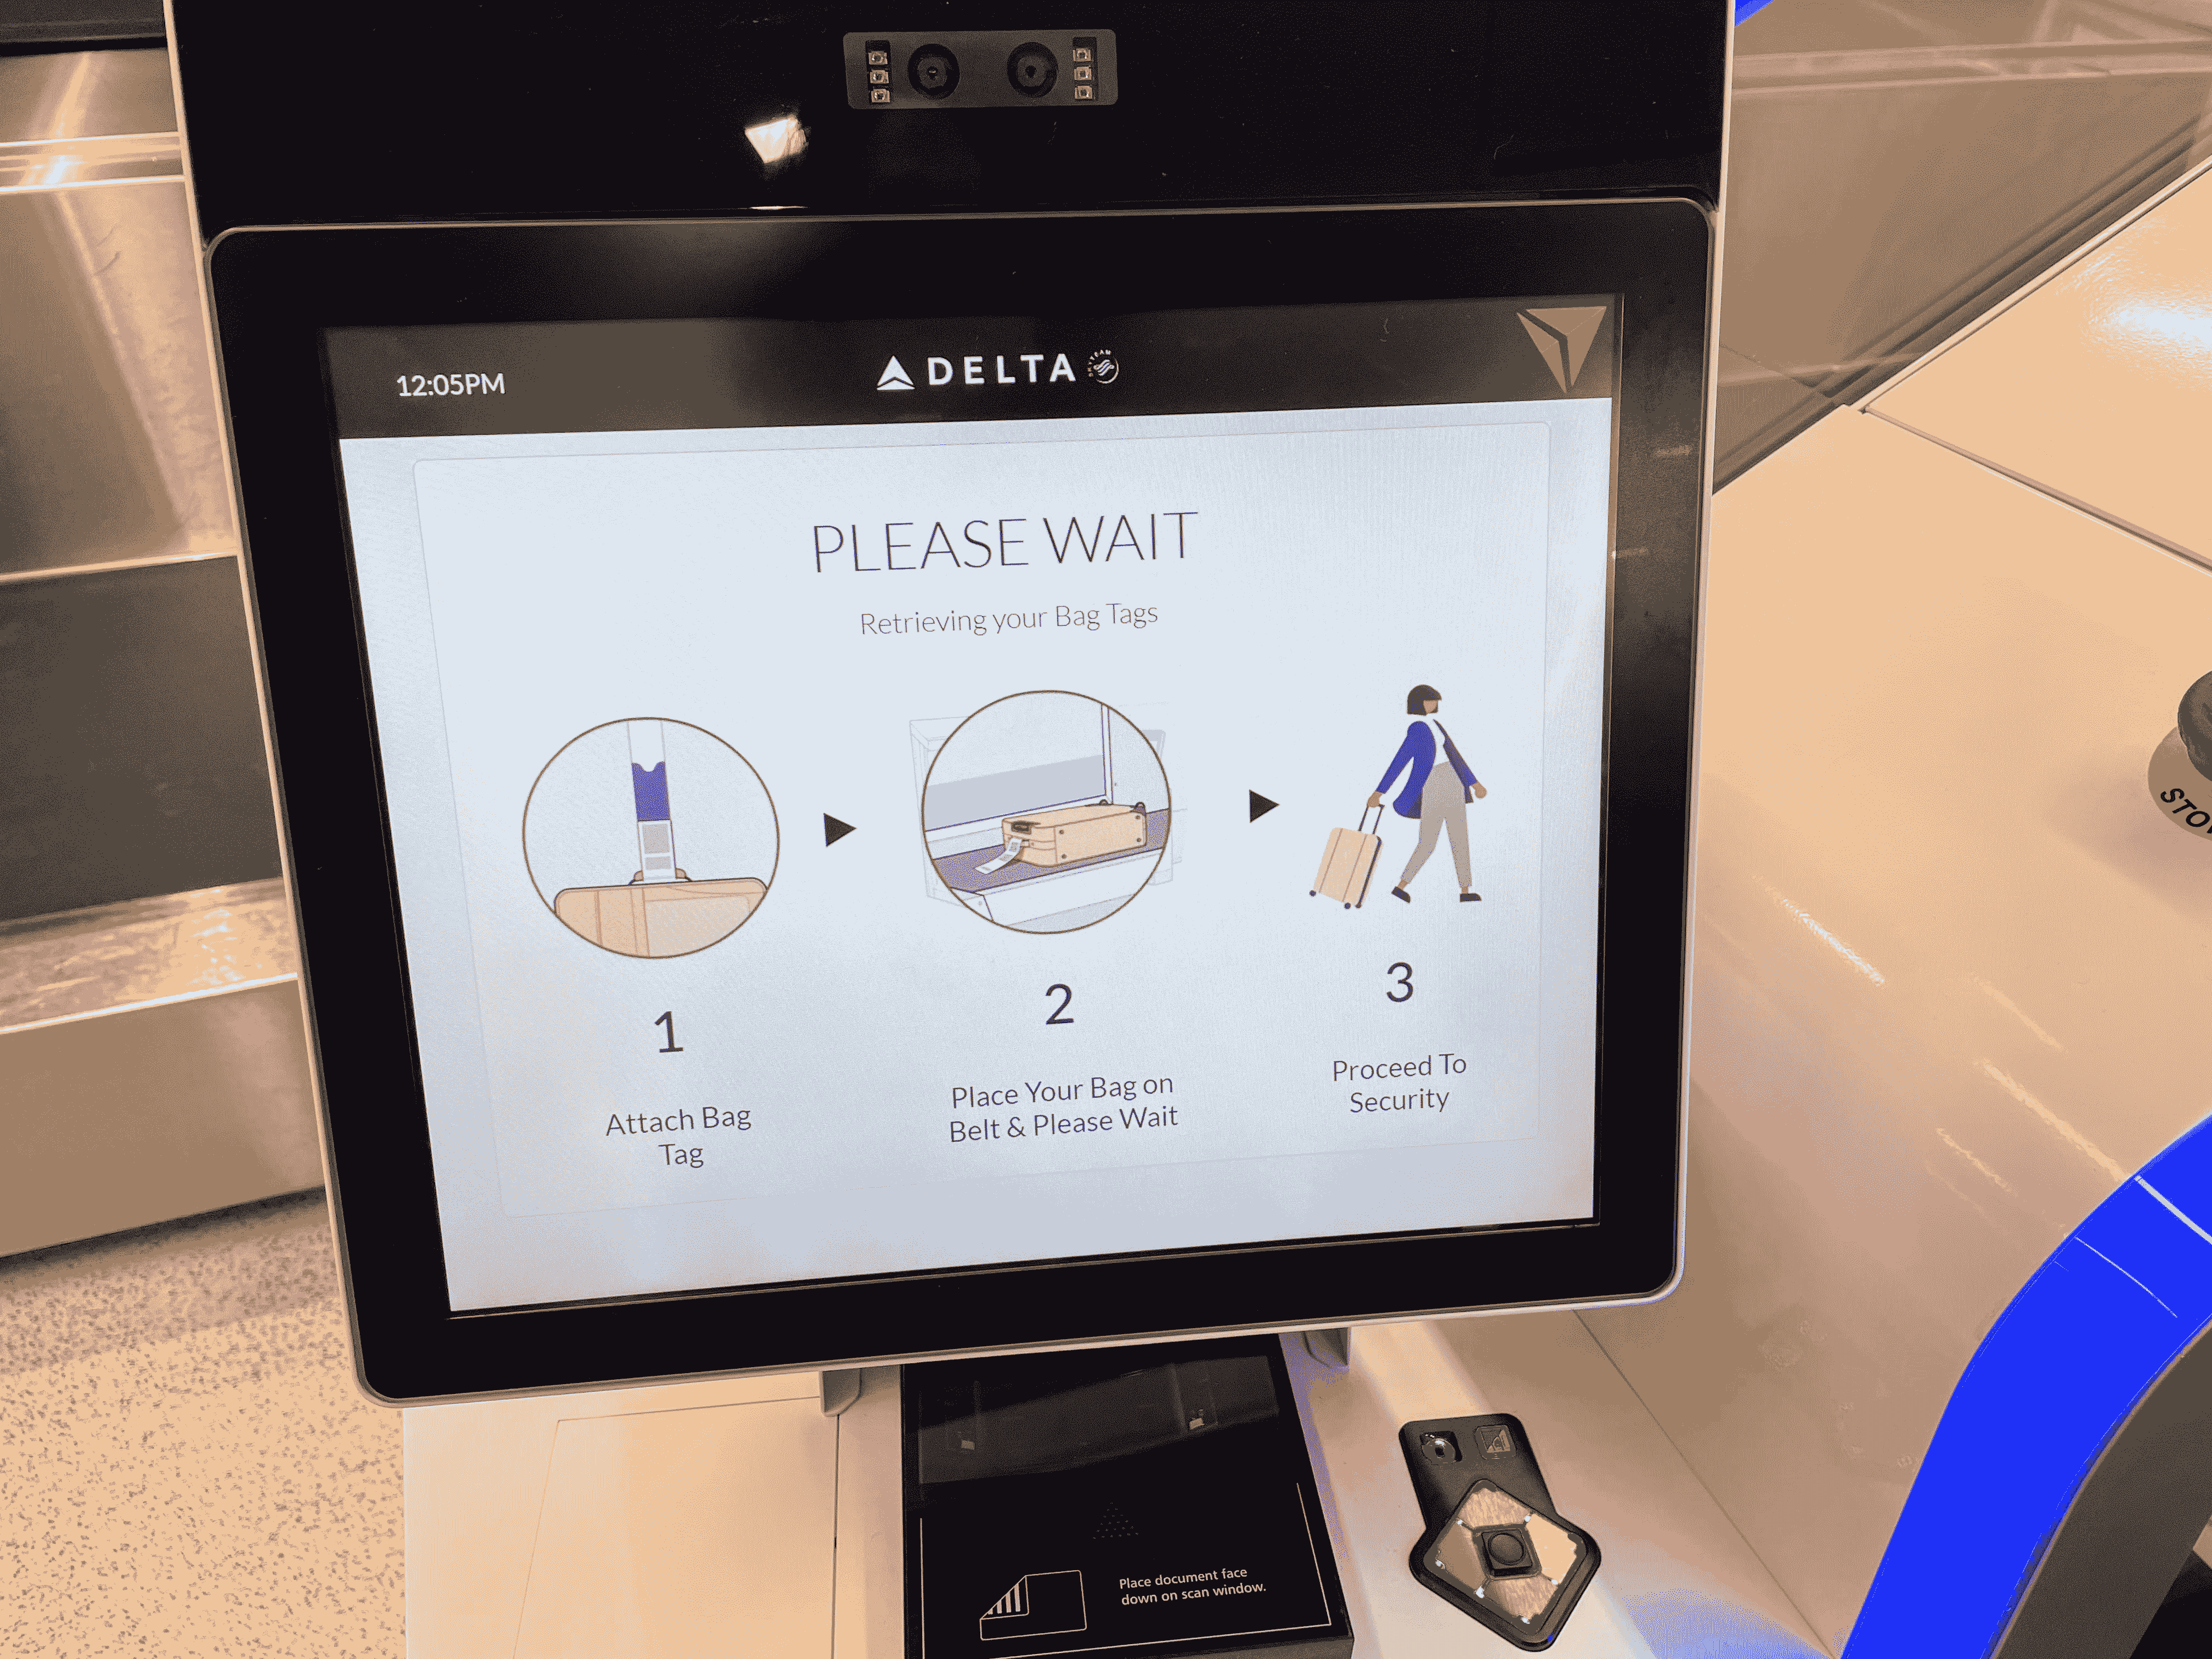 12:05PM
DELTA
SKYTEAM
PLEASE WAIT
Retrieving your Bag Tags
1
Attach Bag
Tag
2
Place Your Bag on
Belt & Please Wait
3
Proceed To
Security
Place document face
down on scan window.